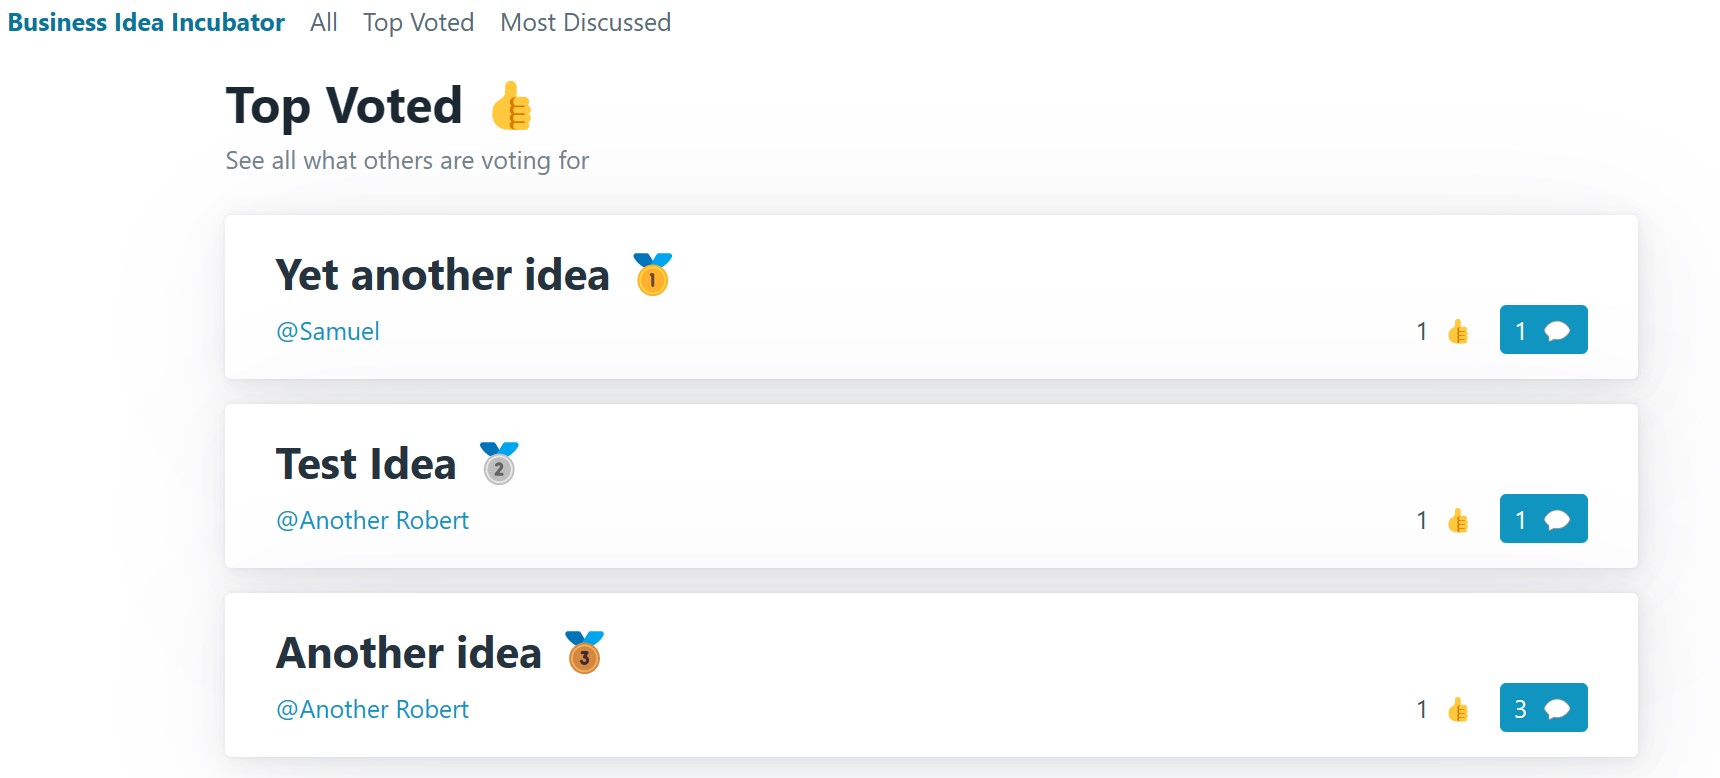 Business Idea Incubator All Top Voted Most Discussed
Top Voted 👍
See all what others are voting for
Yet another idea 🥇
@Samuel 1 👍 1 💬
Test Idea 🥈
@Another Robert 1 👍 1 💬
Another idea 🥉
@Another Robert 1 👍 3 💬